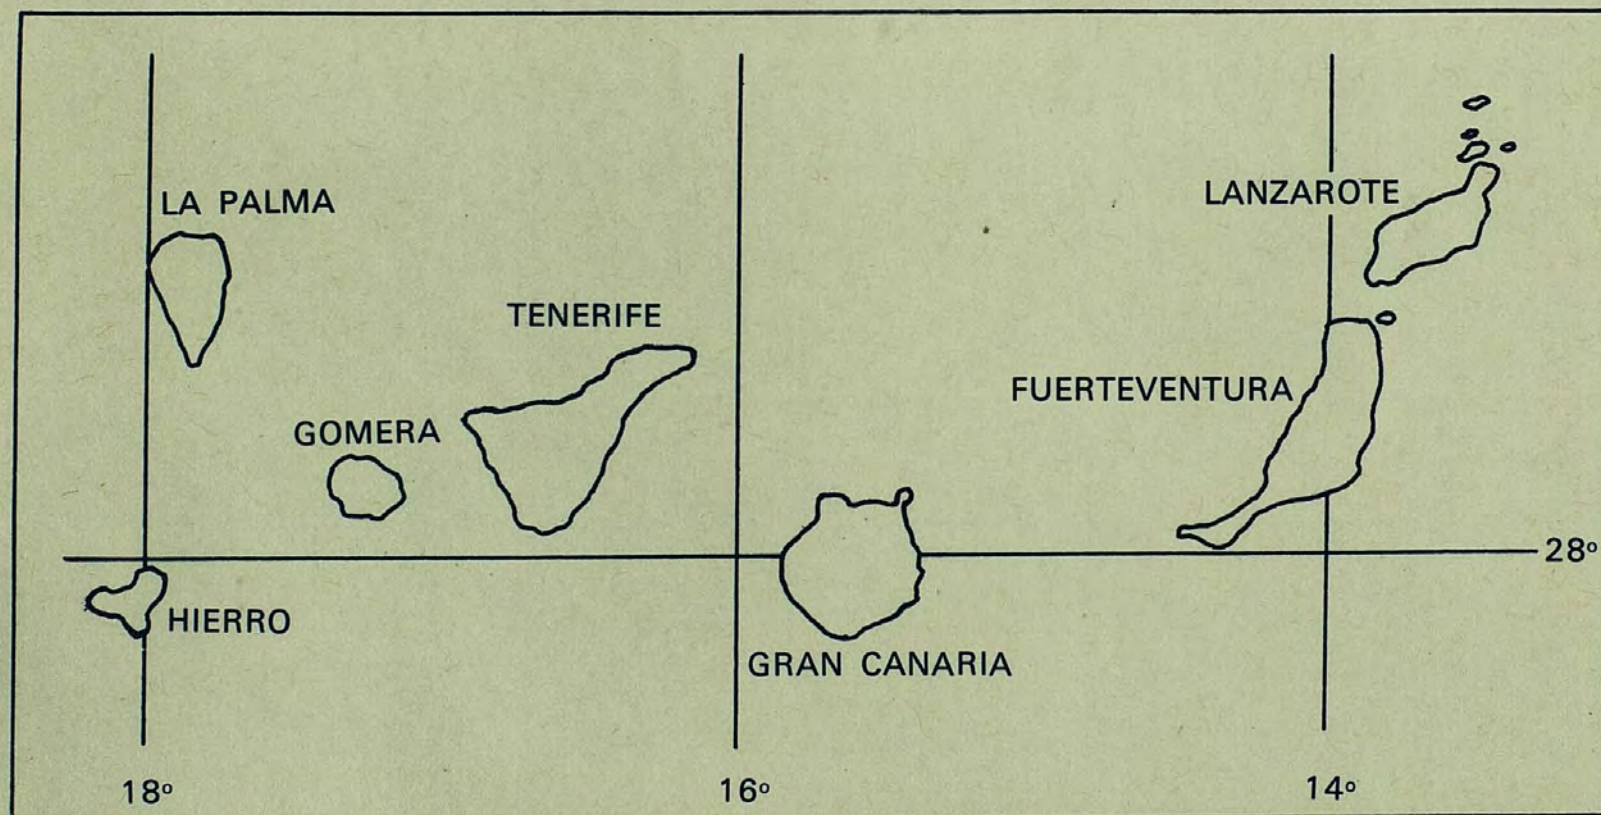 LANZAROTE
LA PALMA
TENERIFE
FUERTEVENTURA
GOMERA
28°
HIERRO
GRAN CANARIA
18°
16°
14°